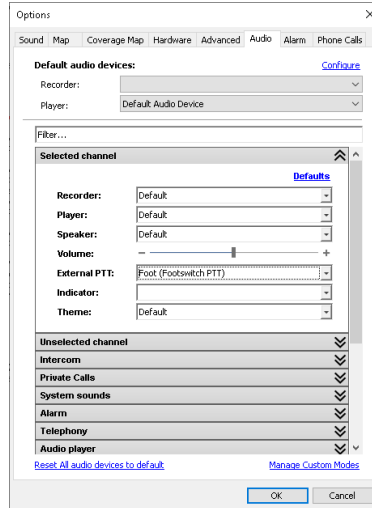 Options
Sound Map Coverage Map Hardware Advanced Audio Alarm Phone Calls
Default audio devices: Configure
Recorder:
Player: Default Audio Device
Filter...
Selected channel
Defaults
Recorder: Default
Player: Default
Speaker: Default
Volume: − +
External PTT: Foot (Footswitch PTT)
Indicator:
Theme: Default
Unselected channel
Intercom
Private Calls
System sounds
Alarm
Telephony
Audio player
Reset All audio devices to default Manage Custom Modes
OK Cancel